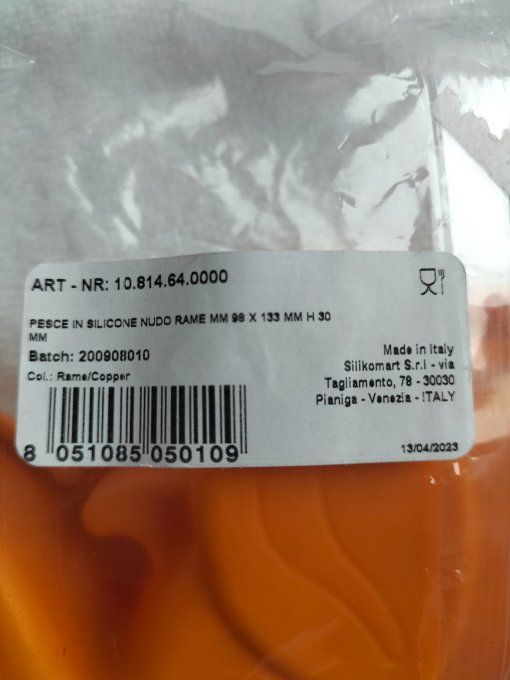 ART - NR: 10.814.64.0000
PESCE IN SILICONE NUDO RAME MM 98 X 133 MM H 30
MM
Batch: 200908010
Col.: Rame/Copper
8 051085 050109
Made in Italy
Silikomart S.r.l - via
Tagliamento, 78 - 30030
Pianiga - Venezia - ITALY
13/04/2023